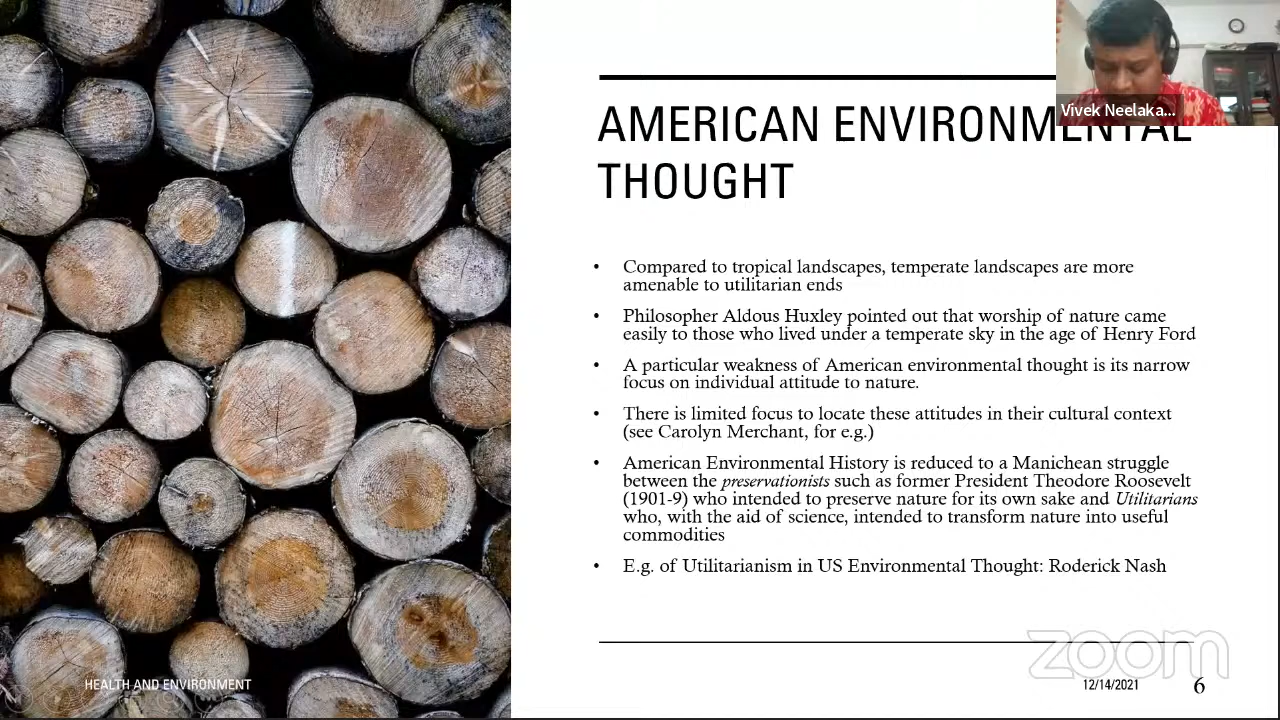 Vivek Neelaka...
AMERICAN ENVIRONMENTAL
THOUGHT
• Compared to tropical landscapes, temperate landscapes are more
amenable to utilitarian ends
• Philosopher Aldous Huxley pointed out that worship of nature came
easily to those who lived under a temperate sky in the age of Henry Ford
• A particular weakness of American environmental thought is its narrow
focus on individual attitude to nature.
• There is limited focus to locate these attitudes in their cultural context
(see Carolyn Merchant, for e.g.)
• American Environmental History is reduced to a Manichean struggle
between the preservationists such as former President Theodore Roosevelt
(1901-9) who intended to preserve nature for its own sake and Utilitarians
who, with the aid of science, intended to transform nature into useful
commodities
• E.g. of Utilitarianism in US Environmental Thought: Roderick Nash
zoom
HEALTH AND ENVIRONMENT
12/14/2021
6